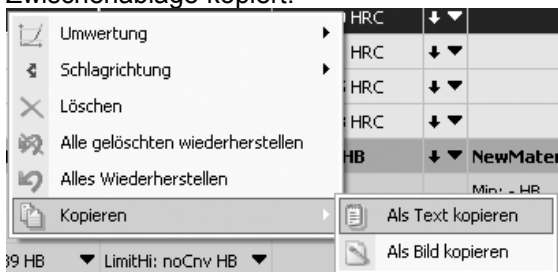 Zwischenablage kopiert.
Umwertung
HRC
Schlagrichtung
HRC
Löschen
HRC
Alle gelöschten wiederherstellen
HRC
Alles Wiederherstellen
HB NewMater
Min: - HB
Kopieren
Als Text kopieren
Als Bild kopieren
39 HB LimitHi: noCnv HB